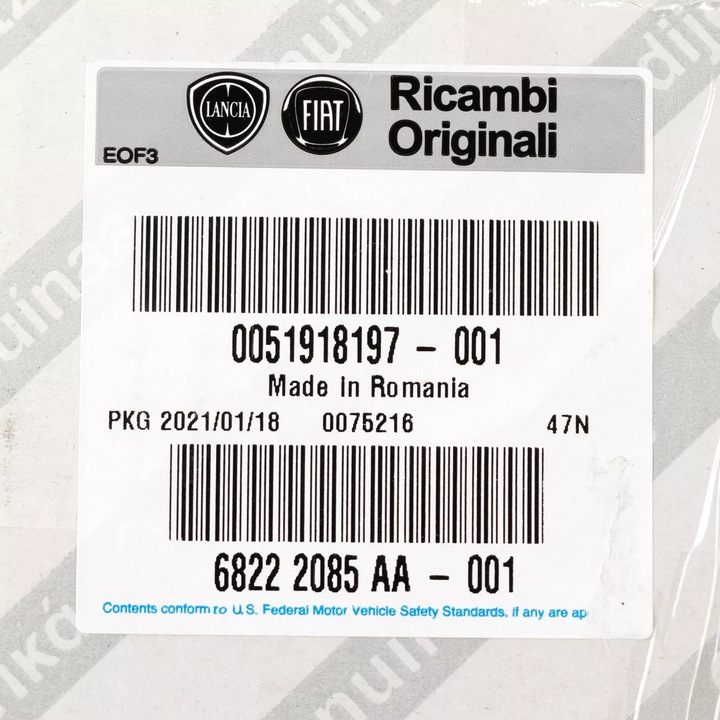 LANCIA FIAT Ricambi
Originali
EOF3
0051918197 - 001
Made in Romania
PKG 2021/01/18 0075216 47N
6822 2085 AA - 001
Contents conform to U.S. Federal Motor Vehicle Safety Standards, if any are ap